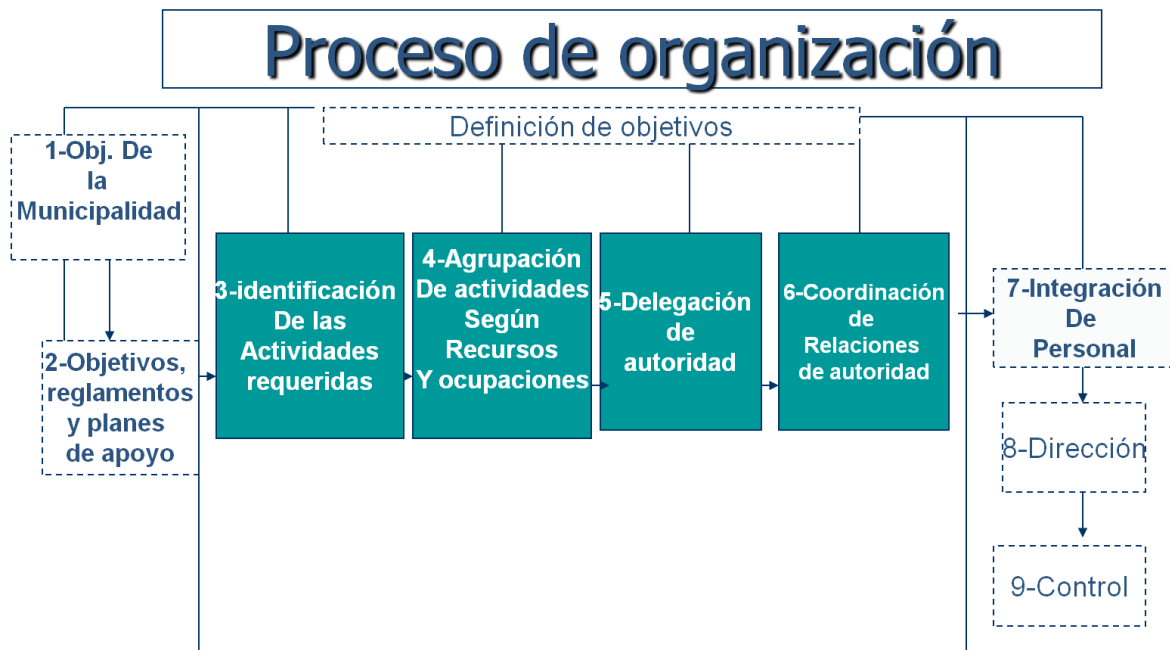 Proceso de organización
Definición de objetivos
1-Obj. De
la
Municipalidad
2-Objetivos,
reglamentos
y planes
de apoyo
3-identificación
De las
Actividades
requeridas
4-Agrupación
De actividades
Según
Recursos
Y ocupaciones
5-Delegación
de
autoridad
6-Coordinación
de
Relaciones
de autoridad
7-Integración
De
Personal
8-Dirección
9-Control